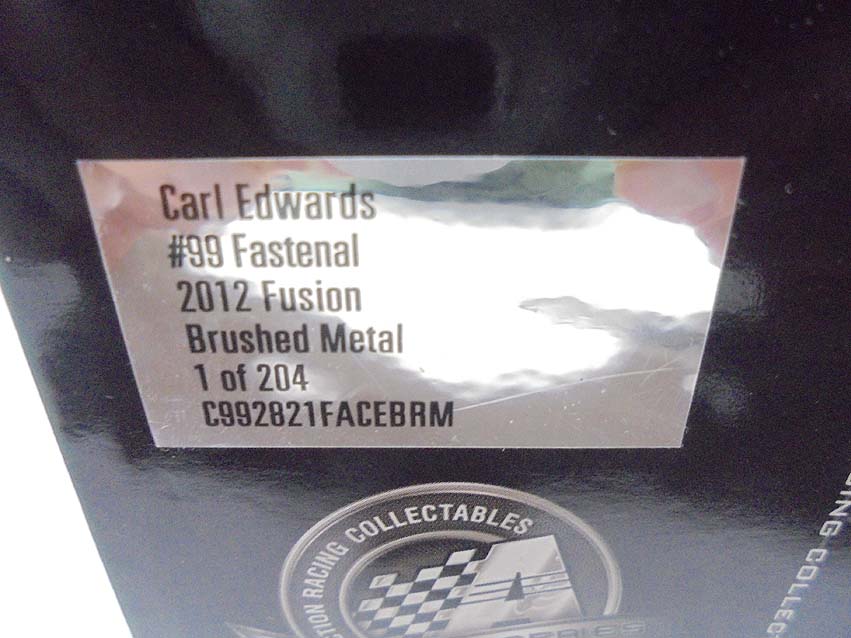 Carl Edwards
#99 Fastenal
2012 Fusion
Brushed Metal
1 of 204
C992821FACEBRM
RACING COLLECTABLES